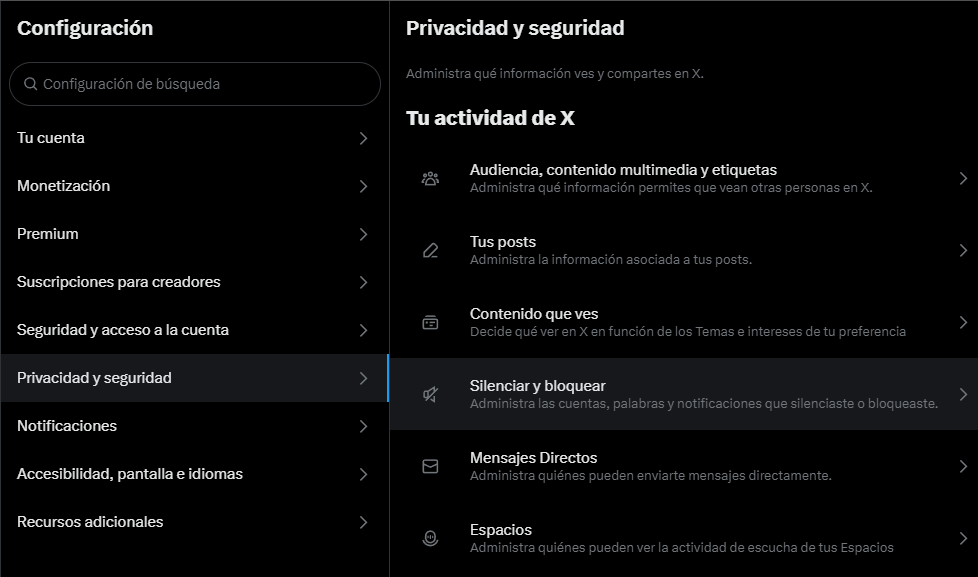 Configuración
Configuración de búsqueda
Tu cuenta
Monetización
Premium
Suscripciones para creadores
Seguridad y acceso a la cuenta
Privacidad y seguridad
Notificaciones
Accesibilidad, pantalla e idiomas
Recursos adicionales
Privacidad y seguridad
Administra qué información ves y compartes en X.
Tu actividad de X
Audiencia, contenido multimedia y etiquetas
Administra qué información permites que vean otras personas en X.
Tus posts
Administra la información asociada a tus posts.
Contenido que ves
Decide qué ver en X en función de los Temas e intereses de tu preferencia
Silenciar y bloquear
Administra las cuentas, palabras y notificaciones que silenciaste o bloqueaste.
Mensajes Directos
Administra quiénes pueden enviarte mensajes directamente.
Espacios
Administra quiénes pueden ver la actividad de escucha de tus Espacios